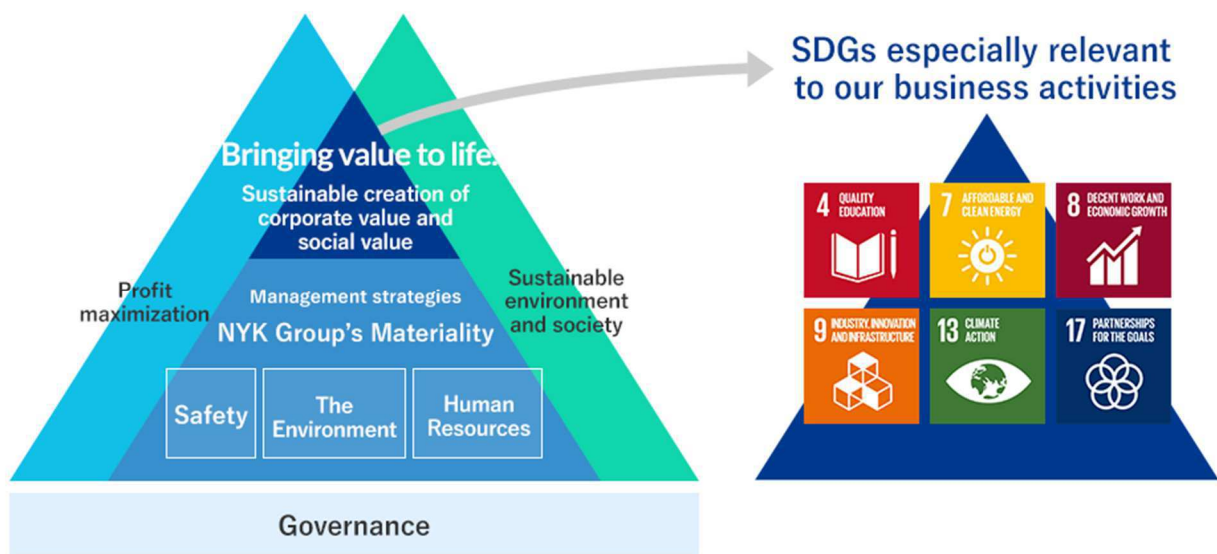 SDGs especially relevant
to our business activities
Bringing value to life.
Sustainable creation of
corporate value and
social value
Profit
maximization
Sustainable
environment
and society
Management strategies
NYK Group's Materiality
Safety
The
Environment
Human
Resources
Governance
4 QUALITY
EDUCATION
7 AFFORDABLE AND
CLEAN ENERGY
8 DECENT WORK AND
ECONOMIC GROWTH
9 INDUSTRY, INNOVATION
AND INFRASTRUCTURE
13 CLIMATE
ACTION
17 PARTNERSHIPS
FOR THE GOALS